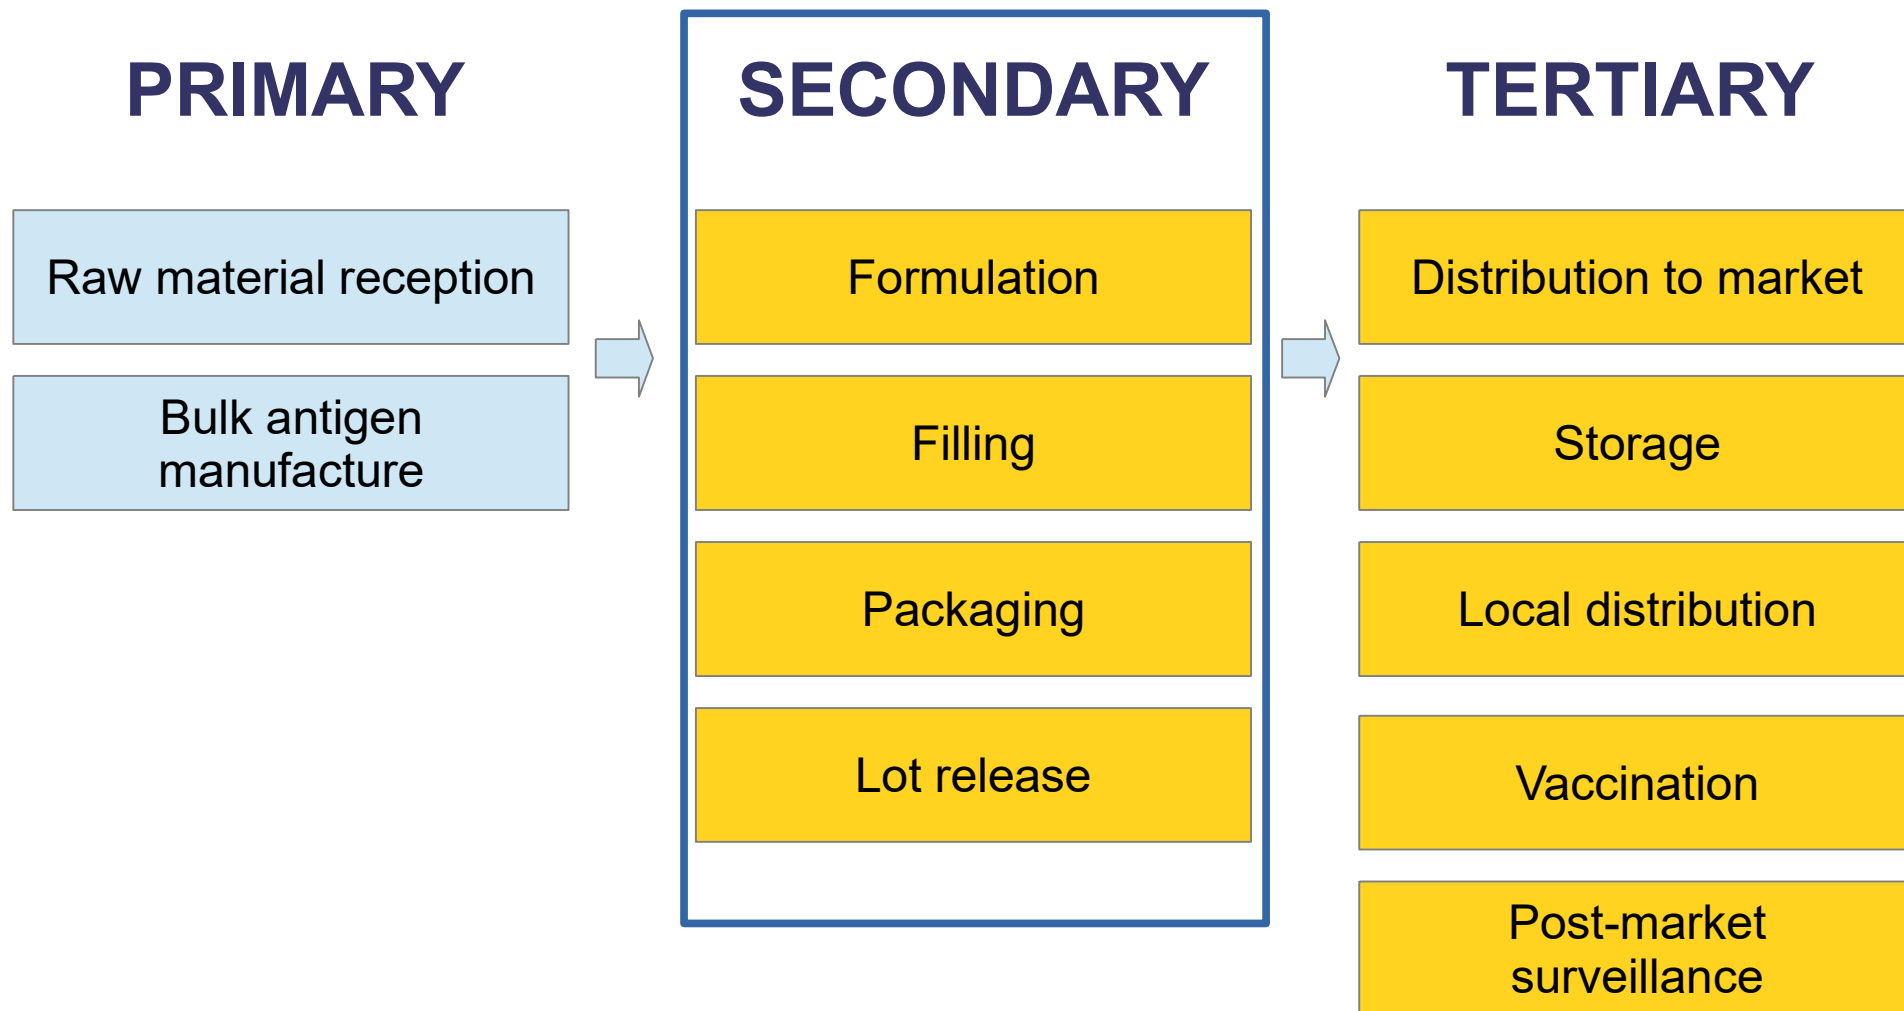 PRIMARY
Raw material reception
Bulk antigen
manufacture
SECONDARY
Formulation
Filling
Packaging
Lot release
TERTIARY
Distribution to market
Storage
Local distribution
Vaccination
Post-market
surveillance